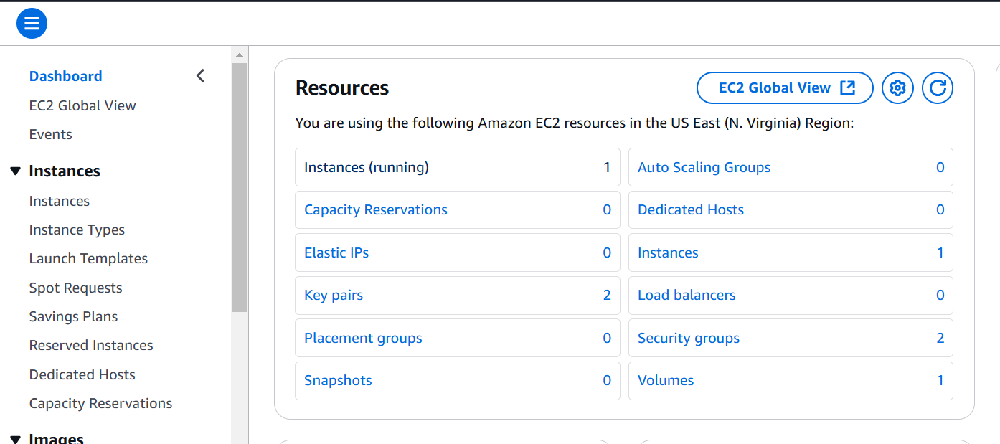 Dashboard
EC2 Global View
Events
Instances
Instances
Instance Types
Launch Templates
Spot Requests
Savings Plans
Reserved Instances
Dedicated Hosts
Capacity Reservations
Images
Resources
EC2 Global View
You are using the following Amazon EC2 resources in the US East (N. Virginia) Region:
Instances (running) 1
Auto Scaling Groups 0
Capacity Reservations 0
Dedicated Hosts 0
Elastic IPs 0
Instances 1
Key pairs 2
Load balancers 0
Placement groups 0
Security groups 2
Snapshots 0
Volumes 1